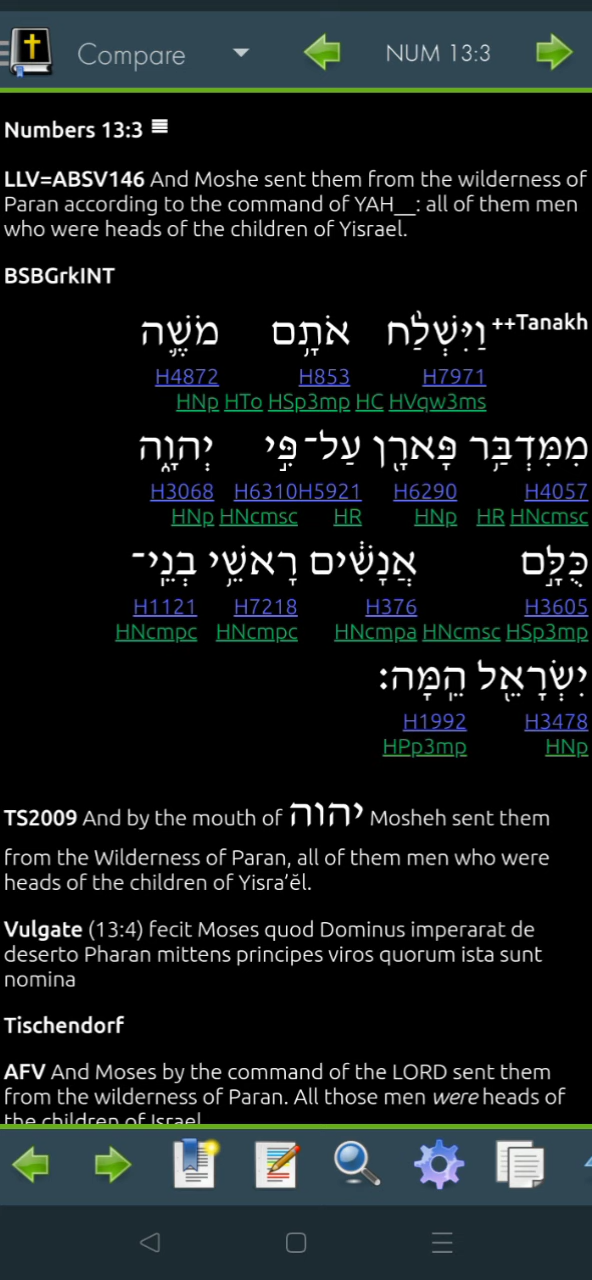 Compare
NUM 13:3
Numbers 13:3
LLV=ABSV146 And Moshe sent them from the wilderness of
Paran according to the command of YAH__: all of them men
who were heads of the children of Yisrael.
BSBGrkINT
++Tanakh וַיִּשְׁלַ֨ח אֹתָ֥ם מֹשֶׁ֛ה
H4872 H853 H7971
HNp HTo HSp3mp HC HVqw3ms
מִמִּדְבַּ֥ר פָּארָ֖ן עַל־ פִּ֣י יְהוָ֑ה
H3068 H6310H5921 H6290 H4057
HNp HNcmsc HR HNp HR HNcmsc
כֻּלָּ֣ם אֲנָשִׁ֔ים רָאשֵׁ֥י בְנֵֽי־
H1121 H7218 H376 H3605
HNcmpc HNcmpc HNcmpa HNcmsc HSp3mp
יִשְׂרָאֵ֖ל הֵֽמָּה׃
H1992 H3478
HPp3mp HNp
TS2009 And by the mouth of יהוה Mosheh sent them
from the Wilderness of Paran, all of them men who were
heads of the children of Yisra’ĕl.
Vulgate (13:4) fecit Moses quod Dominus imperarat de
deserto Pharan mittens principes viros quorum ista sunt
nomina
Tischendorf
AFV And Moses by the command of the LORD sent them
from the wilderness of Paran. All those men were heads of
the children of Israel